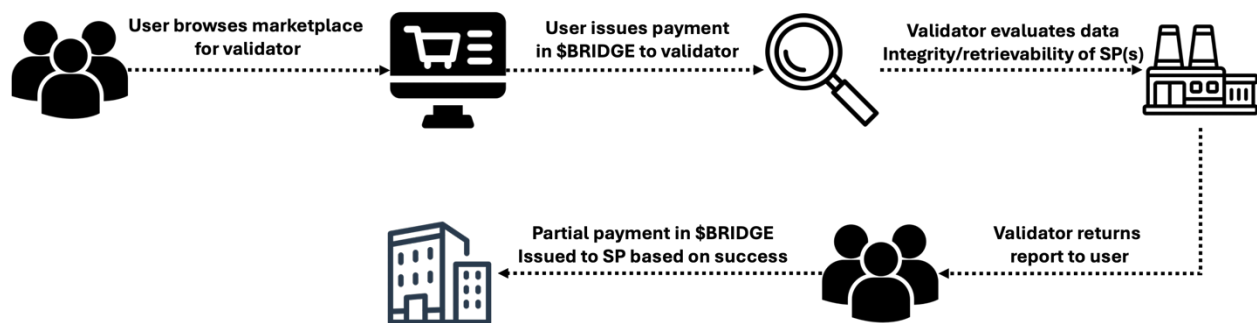 User browses marketplace
for validator
User issues payment
in $BRIDGE to validator
Validator evaluates data
Integrity/retrievability of SP(s)
Partial payment in $BRIDGE
Issued to SP based on success
Validator returns
report to user